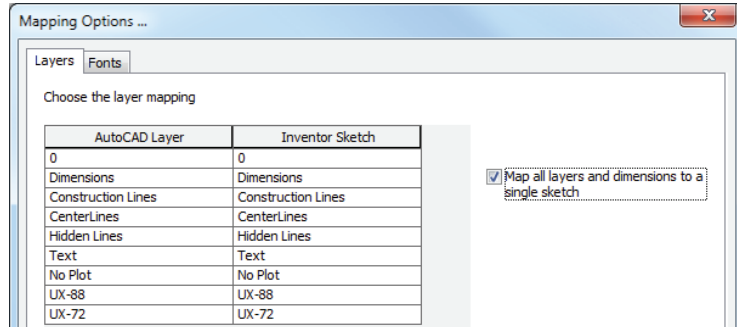 Mapping Options ...
Layers Fonts
Choose the layer mapping
AutoCAD Layer Inventor Sketch
0 0
Dimensions Dimensions
Construction Lines Construction Lines
CenterLines CenterLines
Hidden Lines Hidden Lines
Text Text
No Plot No Plot
UX-88 UX-88
UX-72 UX-72
Map all layers and dimensions to a
single sketch